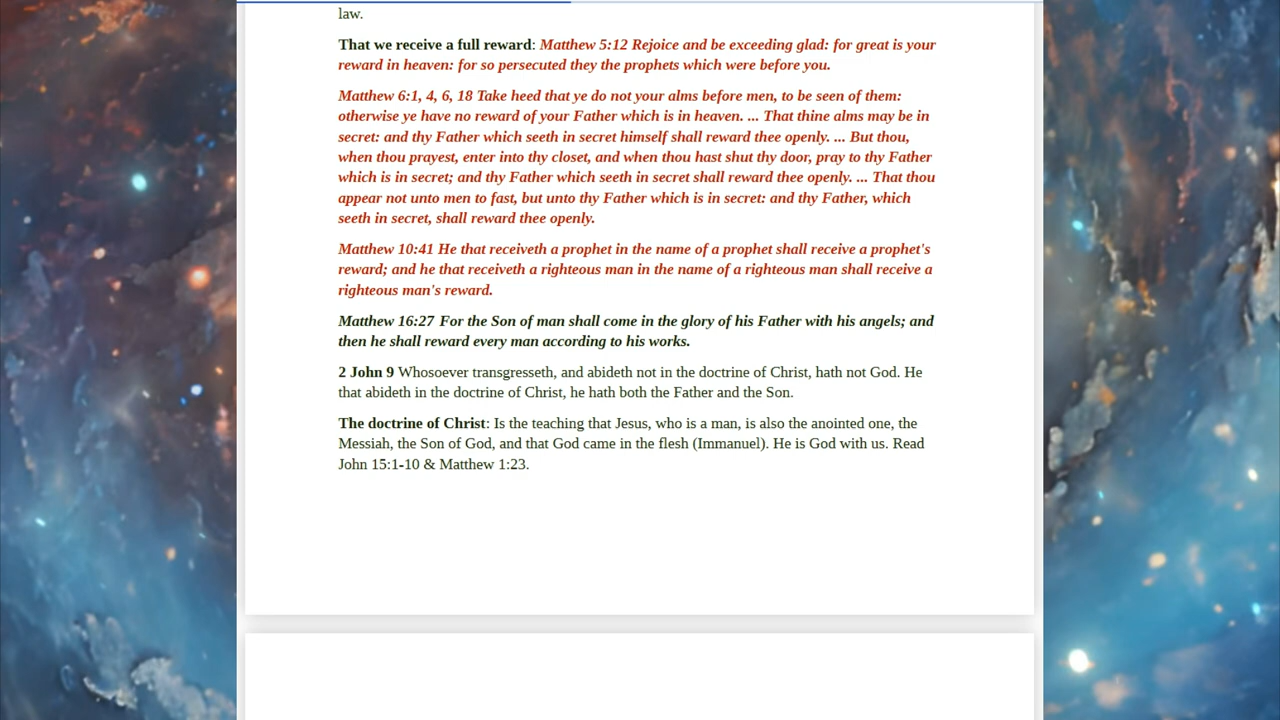 law.
That we receive a full reward: Matthew 5:12 Rejoice and be exceeding glad: for great is your
reward in heaven: for so persecuted they the prophets which were before you.
Matthew 6:1, 4, 6, 18 Take heed that ye do not your alms before men, to be seen of them:
otherwise ye have no reward of your Father which is in heaven. ... That thine alms may be in
secret: and thy Father which seeth in secret himself shall reward thee openly. ... But thou,
when thou prayest, enter into thy closet, and when thou hast shut thy door, pray to thy Father
which is in secret; and thy Father which seeth in secret shall reward thee openly. ... That thou
appear not unto men to fast, but unto thy Father which is in secret: and thy Father, which
seeth in secret, shall reward thee openly.
Matthew 10:41 He that receiveth a prophet in the name of a prophet shall receive a prophet's
reward; and he that receiveth a righteous man in the name of a righteous man shall receive a
righteous man's reward.
Matthew 16:27 For the Son of man shall come in the glory of his Father with his angels; and
then he shall reward every man according to his works.
2 John 9 Whosoever transgresseth, and abideth not in the doctrine of Christ, hath not God. He
that abideth in the doctrine of Christ, he hath both the Father and the Son.
The doctrine of Christ: Is the teaching that Jesus, who is a man, is also the anointed one, the
Messiah, the Son of God, and that God came in the flesh (Immanuel). He is God with us. Read
John 15:1-10 & Matthew 1:23.